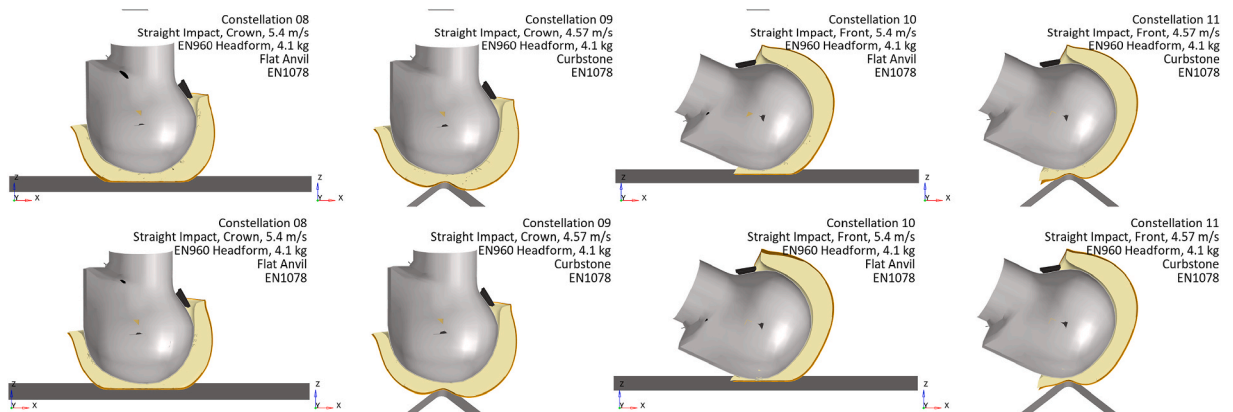 Constellation 08
Straight Impact, Crown, 5.4 m/s
EN960 Headform, 4.1 kg
Flat Anvil
EN1078
Z
Y X
Constellation 09
Straight Impact, Crown, 4.57 m/s
EN960 Headform, 4.1 kg
Curbstone
EN1078
Z
Y X
Constellation 10
Straight Impact, Front, 5.4 m/s
EN960 Headform, 4.1 kg
Flat Anvil
EN1078
Z
Y X
Constellation 11
Straight Impact, Front, 4.57 m/s
EN960 Headform, 4.1 kg
Curbstone
EN1078
Z
Y X
Constellation 08
Straight Impact, Crown, 5.4 m/s
EN960 Headform, 4.1 kg
Flat Anvil
EN1078
Z
Y X
Constellation 09
Straight Impact, Crown, 4.57 m/s
EN960 Headform, 4.1 kg
Curbstone
EN1078
Z
Y X
Constellation 10
Straight Impact, Front, 5.4 m/s
EN960 Headform, 4.1 kg
Flat Anvil
EN1078
Z
Y X
Constellation 11
Straight Impact, Front, 4.57 m/s
EN960 Headform, 4.1 kg
Curbstone
EN1078
Z
Y X